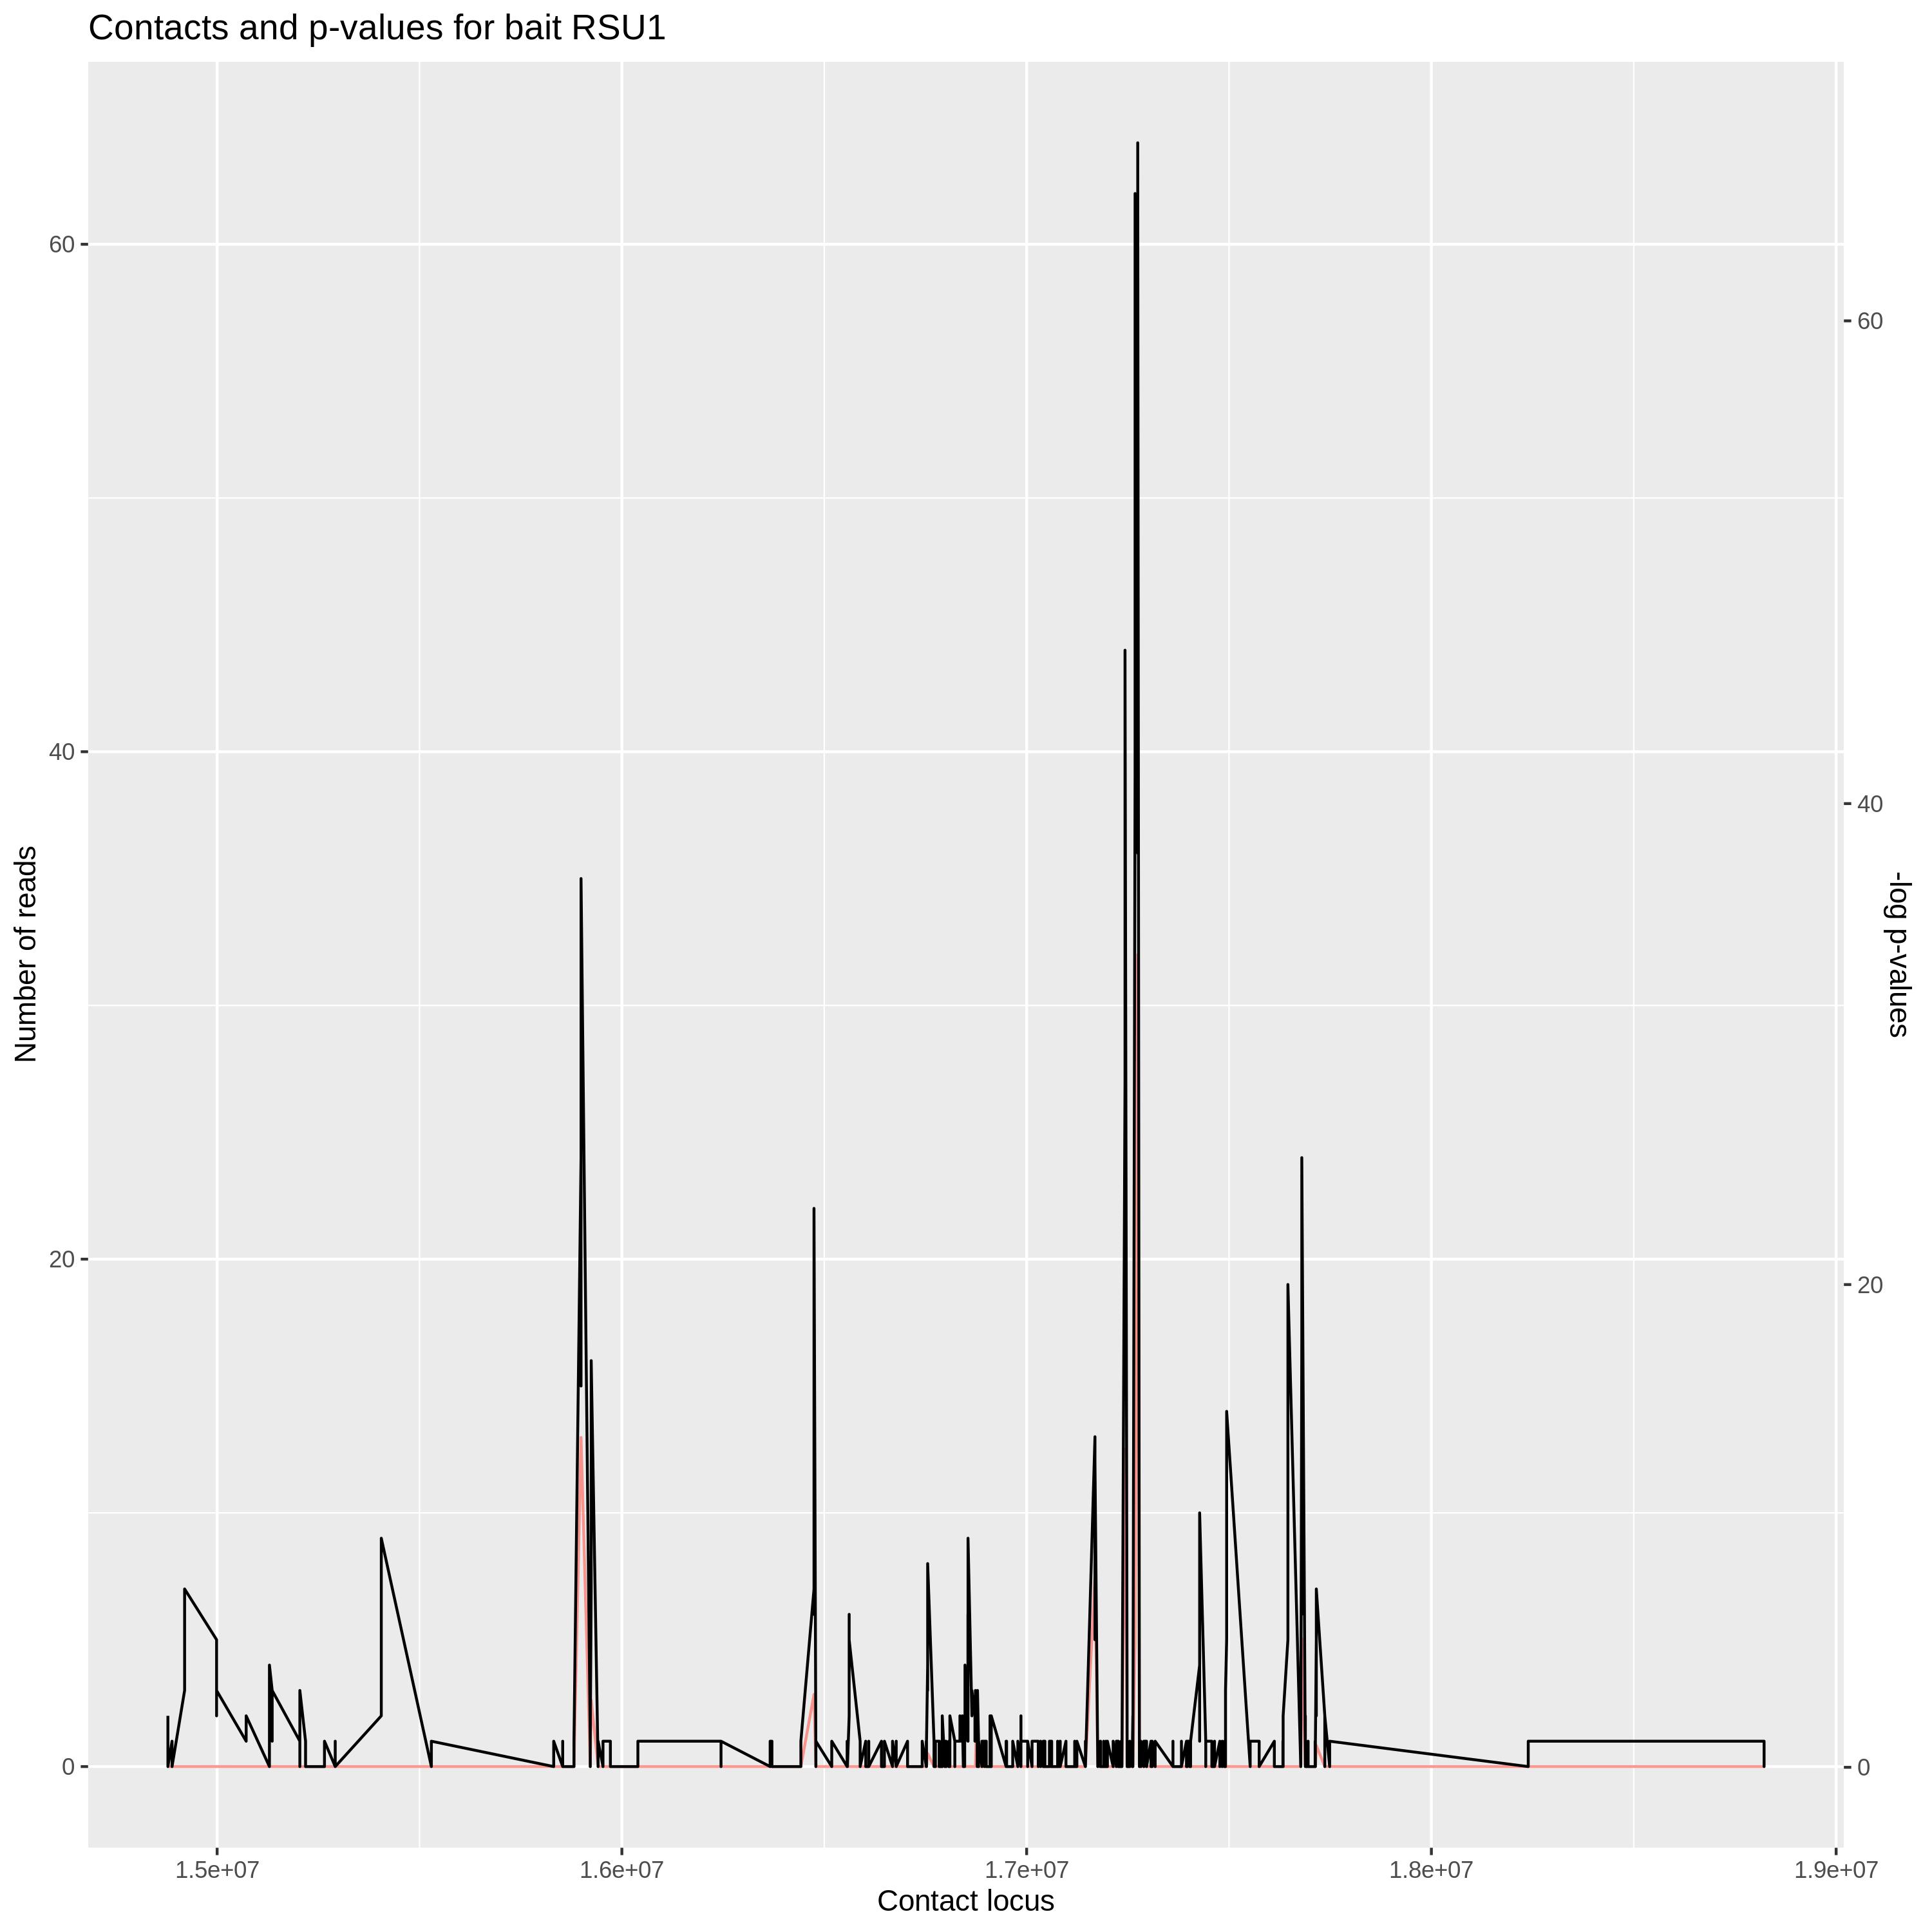 Contacts and p-values for bait RSU1
60
40
20
0
Number of reads
60
40
20
0
-log p-values
1.5e+07 1.6e+07 1.7e+07 1.8e+07 1.9e+07
Contact locus